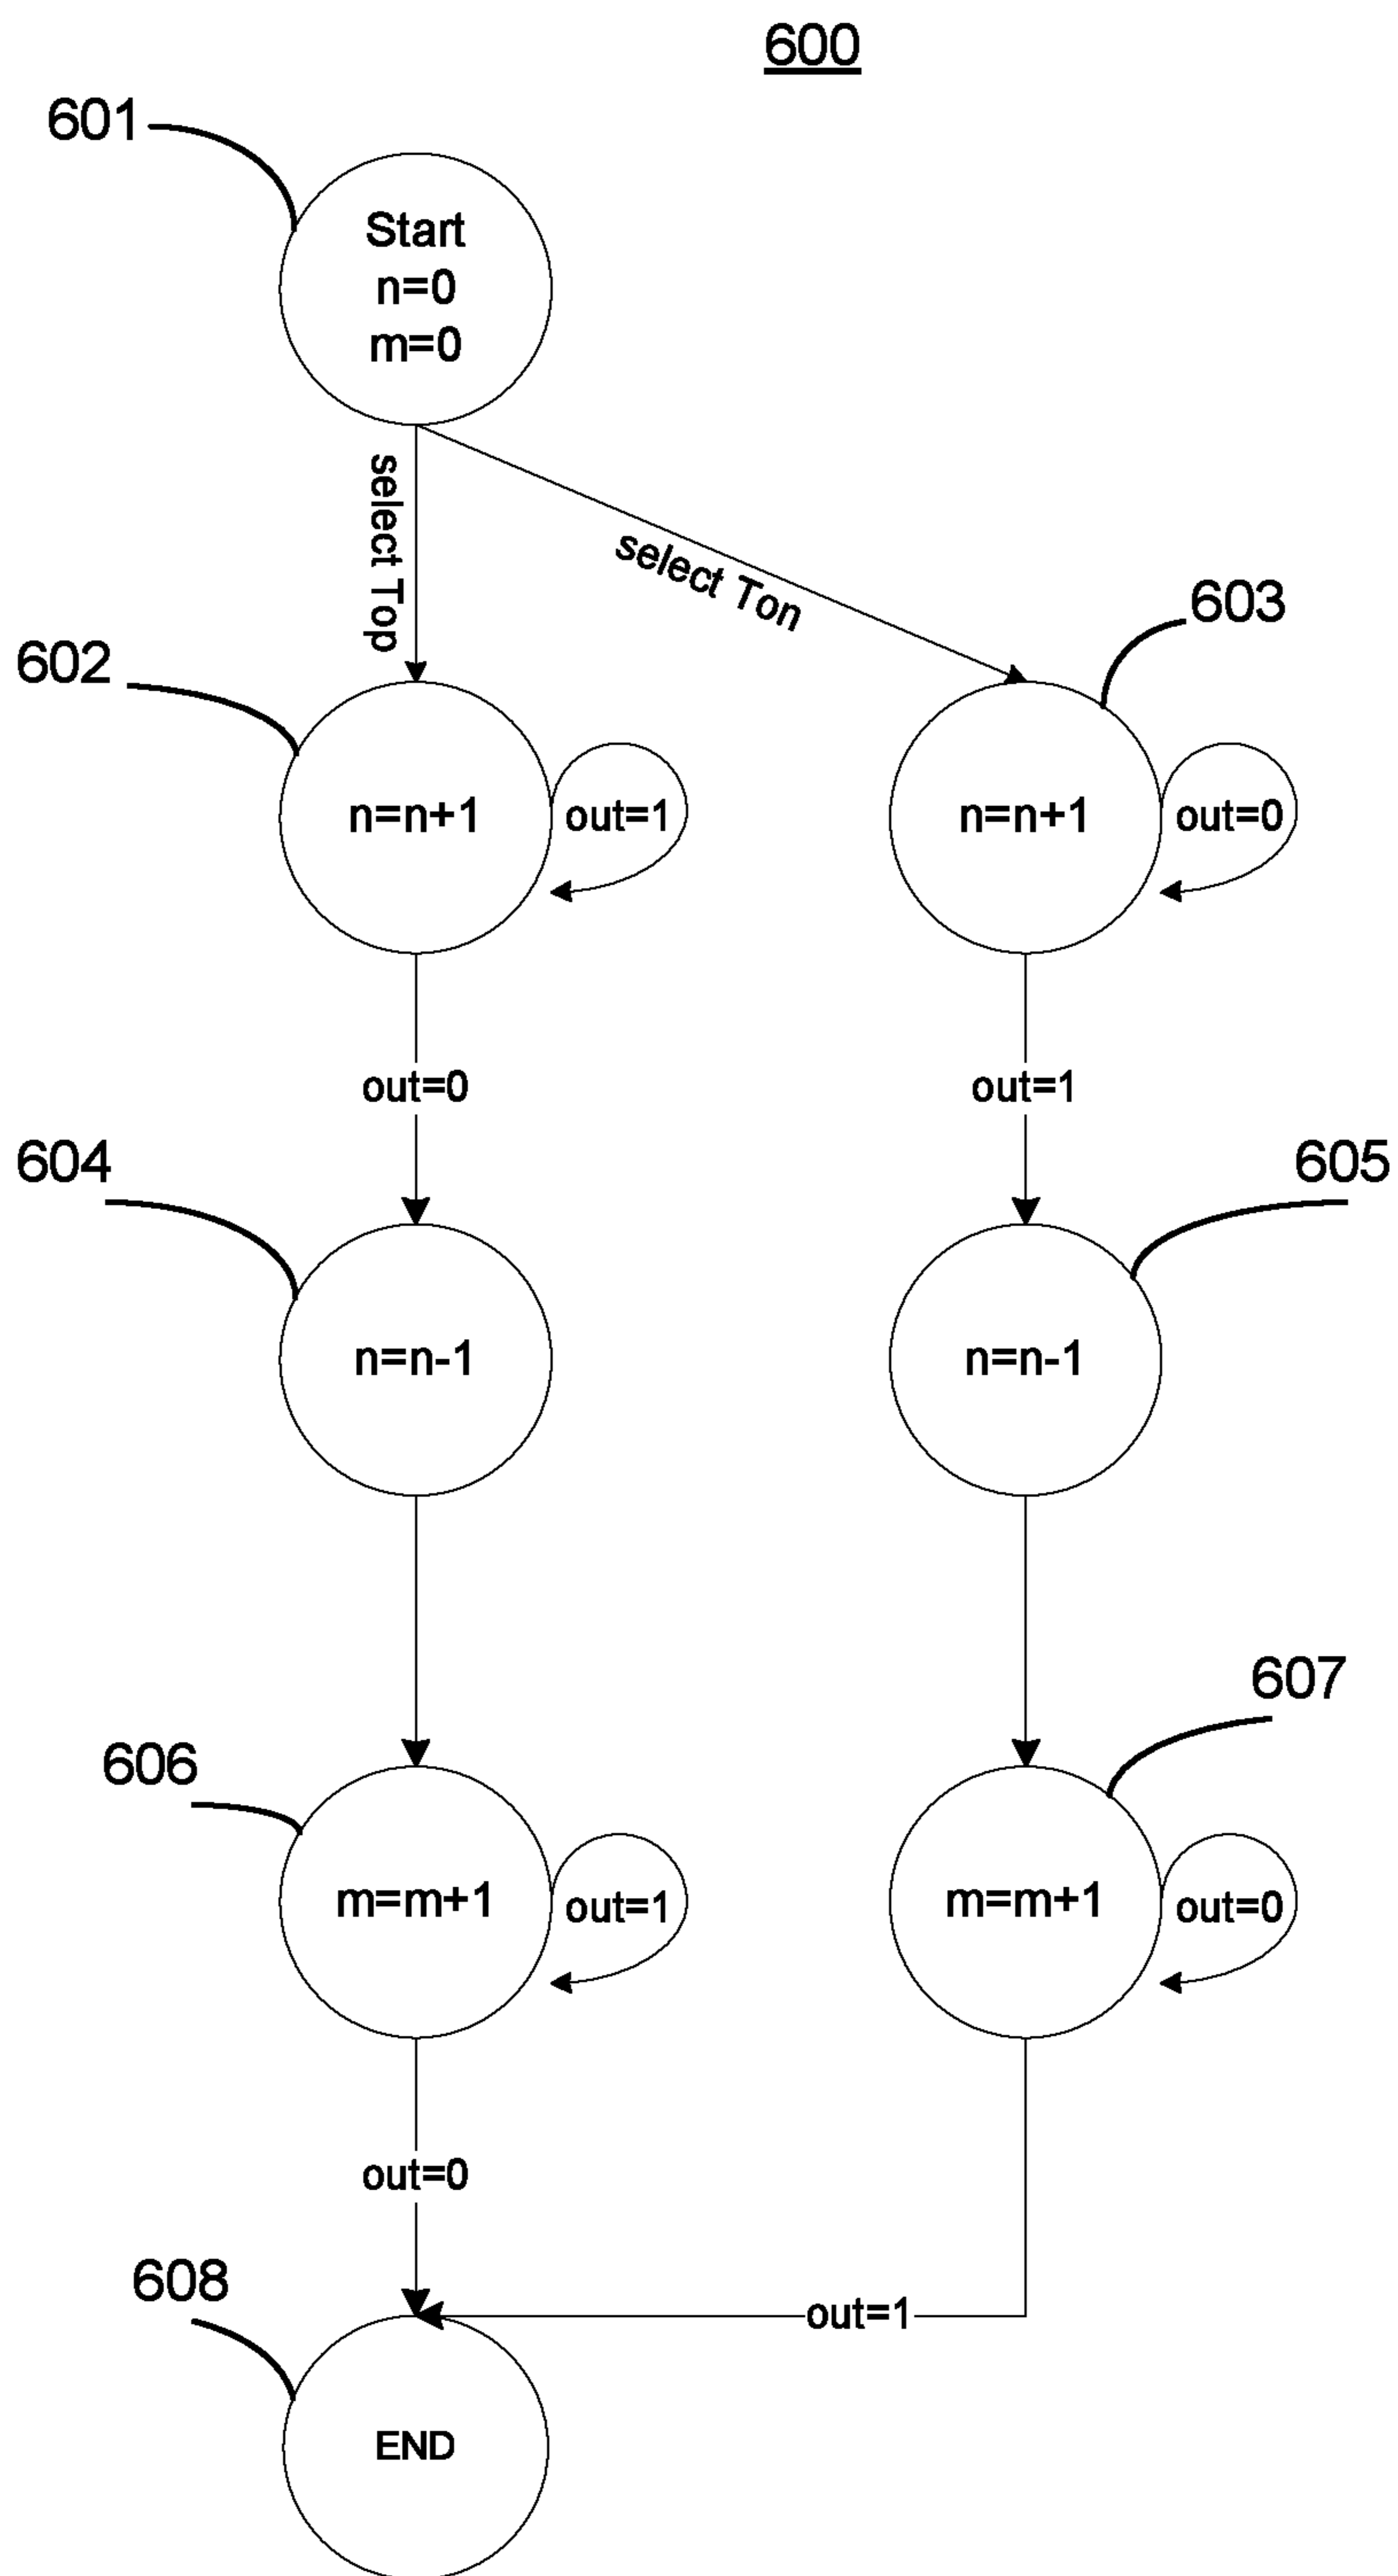 600
601
Start
n=0
m=0
select Top
select Ton
603
602
n=n+1
out=1
n=n+1
out=0
out=0
out=1
604
605
n=n-1
n=n-1
607
606
m=m+1
out=1
m=m+1
out=0
out=0
608
out=1
END